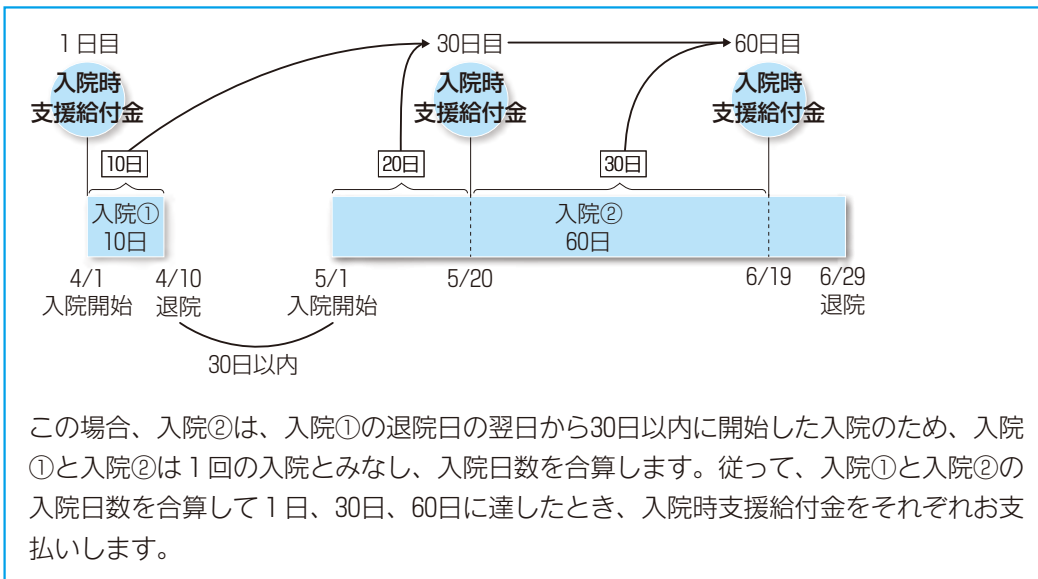 1日目
30日目
60日目
入院時
支援給付金
入院時
支援給付金
入院時
支援給付金
10日
20日
30日
入院①
10日
入院②
60日
4/1
入院開始
4/10
退院
5/1
入院開始
5/20
6/19
6/29
退院
30日以内
この場合、入院②は、入院①の退院日の翌日から30日以内に開始した入院のため、入院
①と入院②は1回の入院とみなし、入院日数を合算します。従って、入院①と入院②の
入院日数を合算して1日、30日、60日に達したとき、入院時支援給付金をそれぞれお支
払いします。